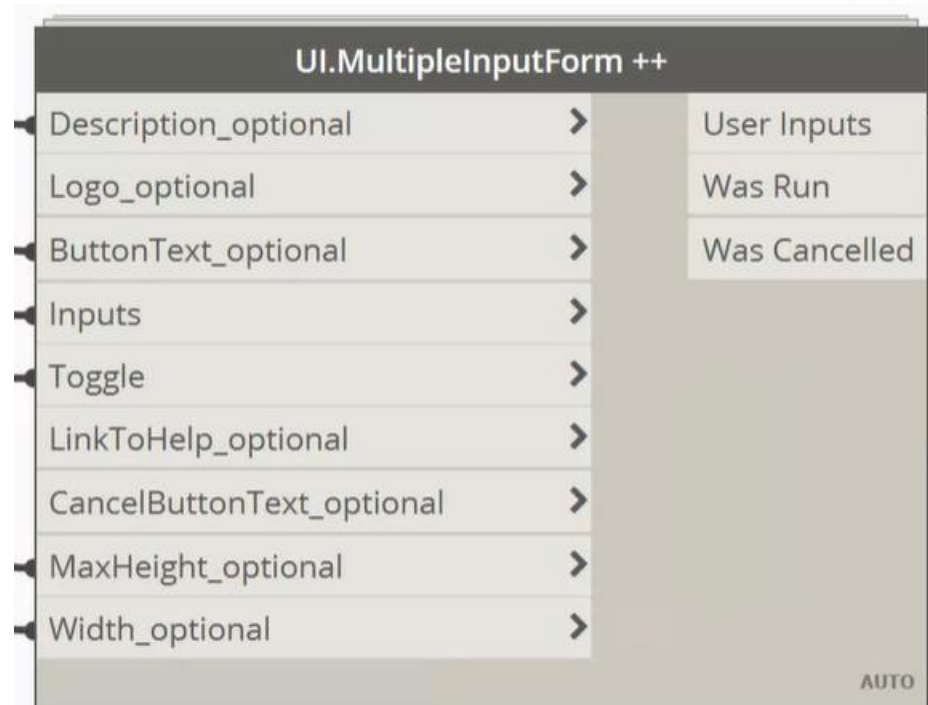 UI.MultipleInputForm ++
Description_optional
User Inputs
Logo_optional
Was Run
ButtonText_optional
Was Cancelled
Inputs
Toggle
LinkToHelp_optional
CancelButtonText_optional
MaxHeight_optional
Width_optional
AUTO